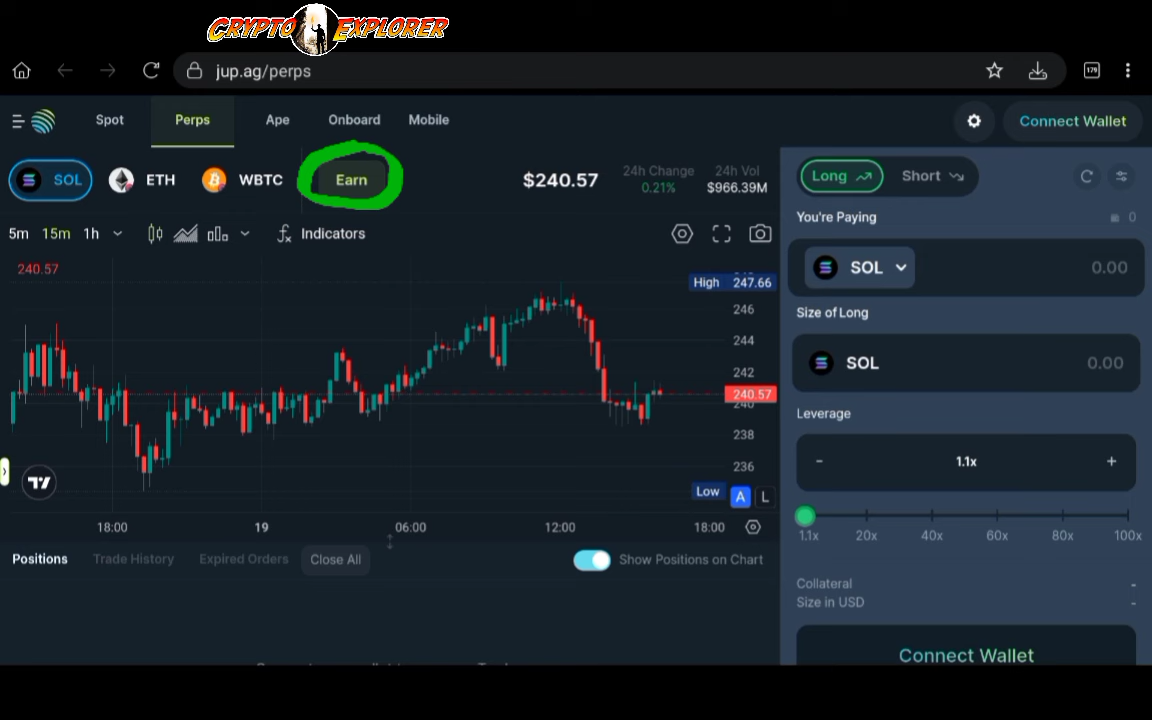 CRYPTO EXPLORER
jup.ag/perps
179
Spot Perps Ape Onboard Mobile
Connect Wallet
SOL ETH WBTC Earn
$240.57
24h Change
0.21%
24h Vol
$966.39M
5m 15m 1h
Indicators
240.57
High 247.66
246
244
242
240.57
240
238
236
Low
A L
18:00 19 06:00 12:00 18:00
Positions Trade History Expired Orders Close All
Show Positions on Chart
Long Short
You're Paying
0
SOL 0.00
Size of Long
SOL 0.00
Leverage
- 1.1x +
1.1x 20x 40x 60x 80x 100x
Collateral -
Size in USD -
Connect Wallet